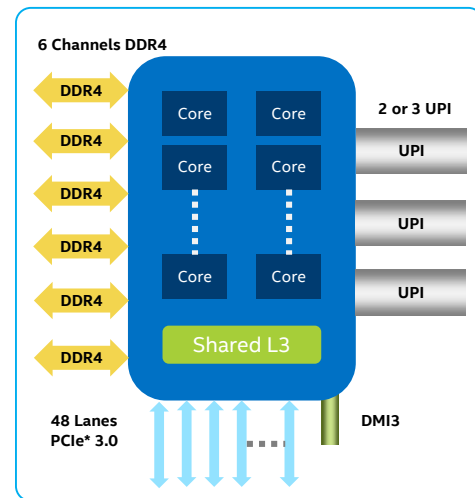 6 Channels DDR4
DDR4
DDR4
DDR4
DDR4
DDR4
DDR4
Core
Core
Core
Core
Core
Core
Shared L3
2 or 3 UPI
UPI
UPI
UPI
48 Lanes
PCIe* 3.0
DMI3